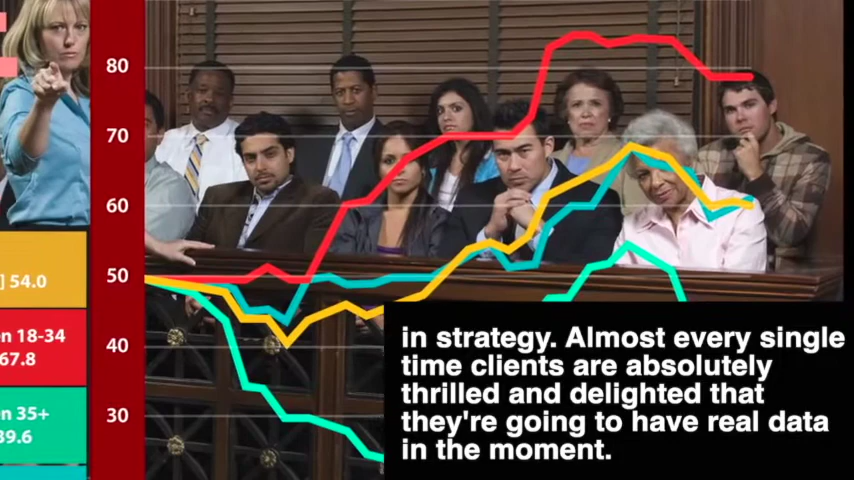 80
70
60
50
40
30
] 54.0
n 18-34
67.8
n 35+
39.6
in strategy. Almost every single
time clients are absolutely
thrilled and delighted that
they're going to have real data
in the moment.